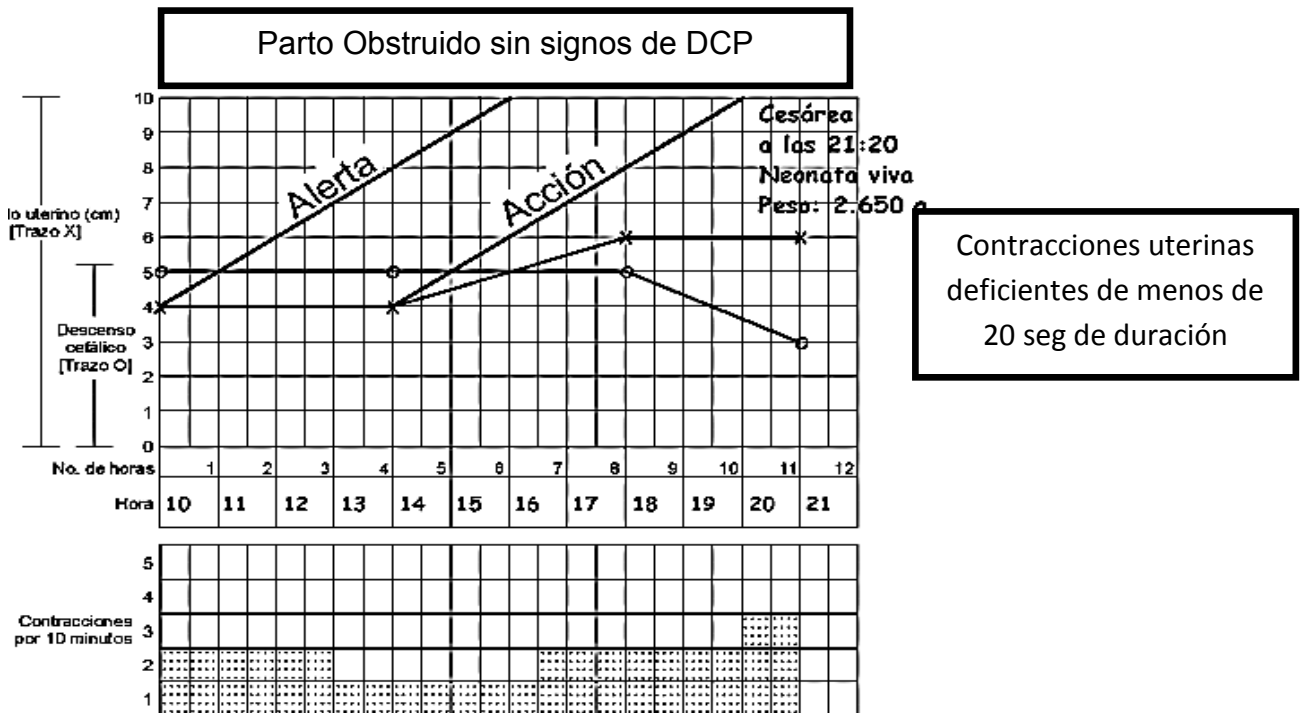 Parto Obstruido sin signos de DCP
10
9
8
7
6
5
4
3
2
1
0
lo uterino (cm)
[Trazo X]
Descenso
cefálico
[Trazo O]
Alerta
Acción
Cesárea
a las 21:20
Neonata viva
Peso: 2.650 g
Contracciones uterinas
deficientes de menos de
20 seg de duración
No. de horas 1 2 3 4 5 6 7 8 9 10 11 12
Hora 10 11 12 13 14 15 16 17 18 19 20 21
Contracciones
por 10 minutos
5
4
3
2
1